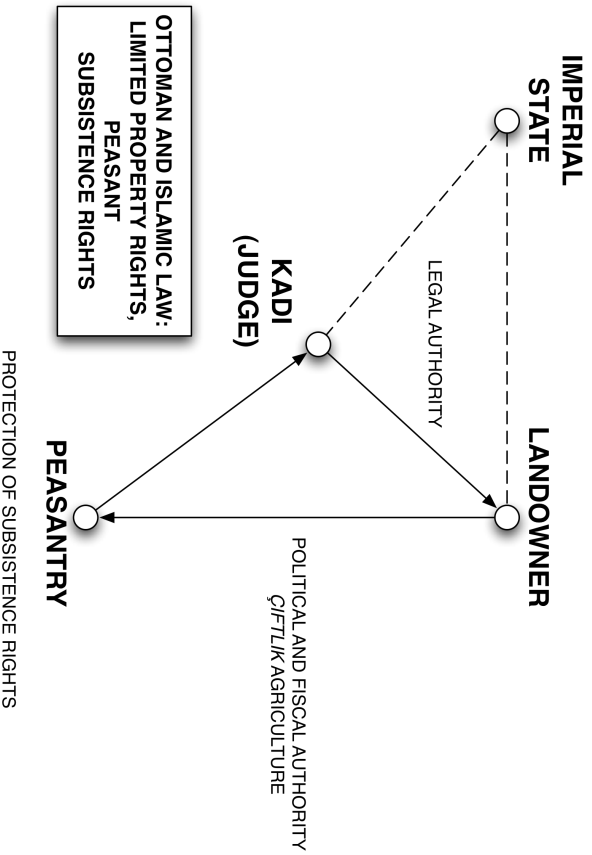 IMPERIAL
STATE
LANDOWNER
LEGAL AUTHORITY
POLITICAL AND FISCAL AUTHORITY
ÇIFTLIK AGRICULTURE
KADI
(JUDGE)
OTTOMAN AND ISLAMIC LAW:
LIMITED PROPERTY RIGHTS,
PEASANT
SUBSISTENCE RIGHTS
PEASANTRY
PROTECTION OF SUBSISTENCE RIGHTS